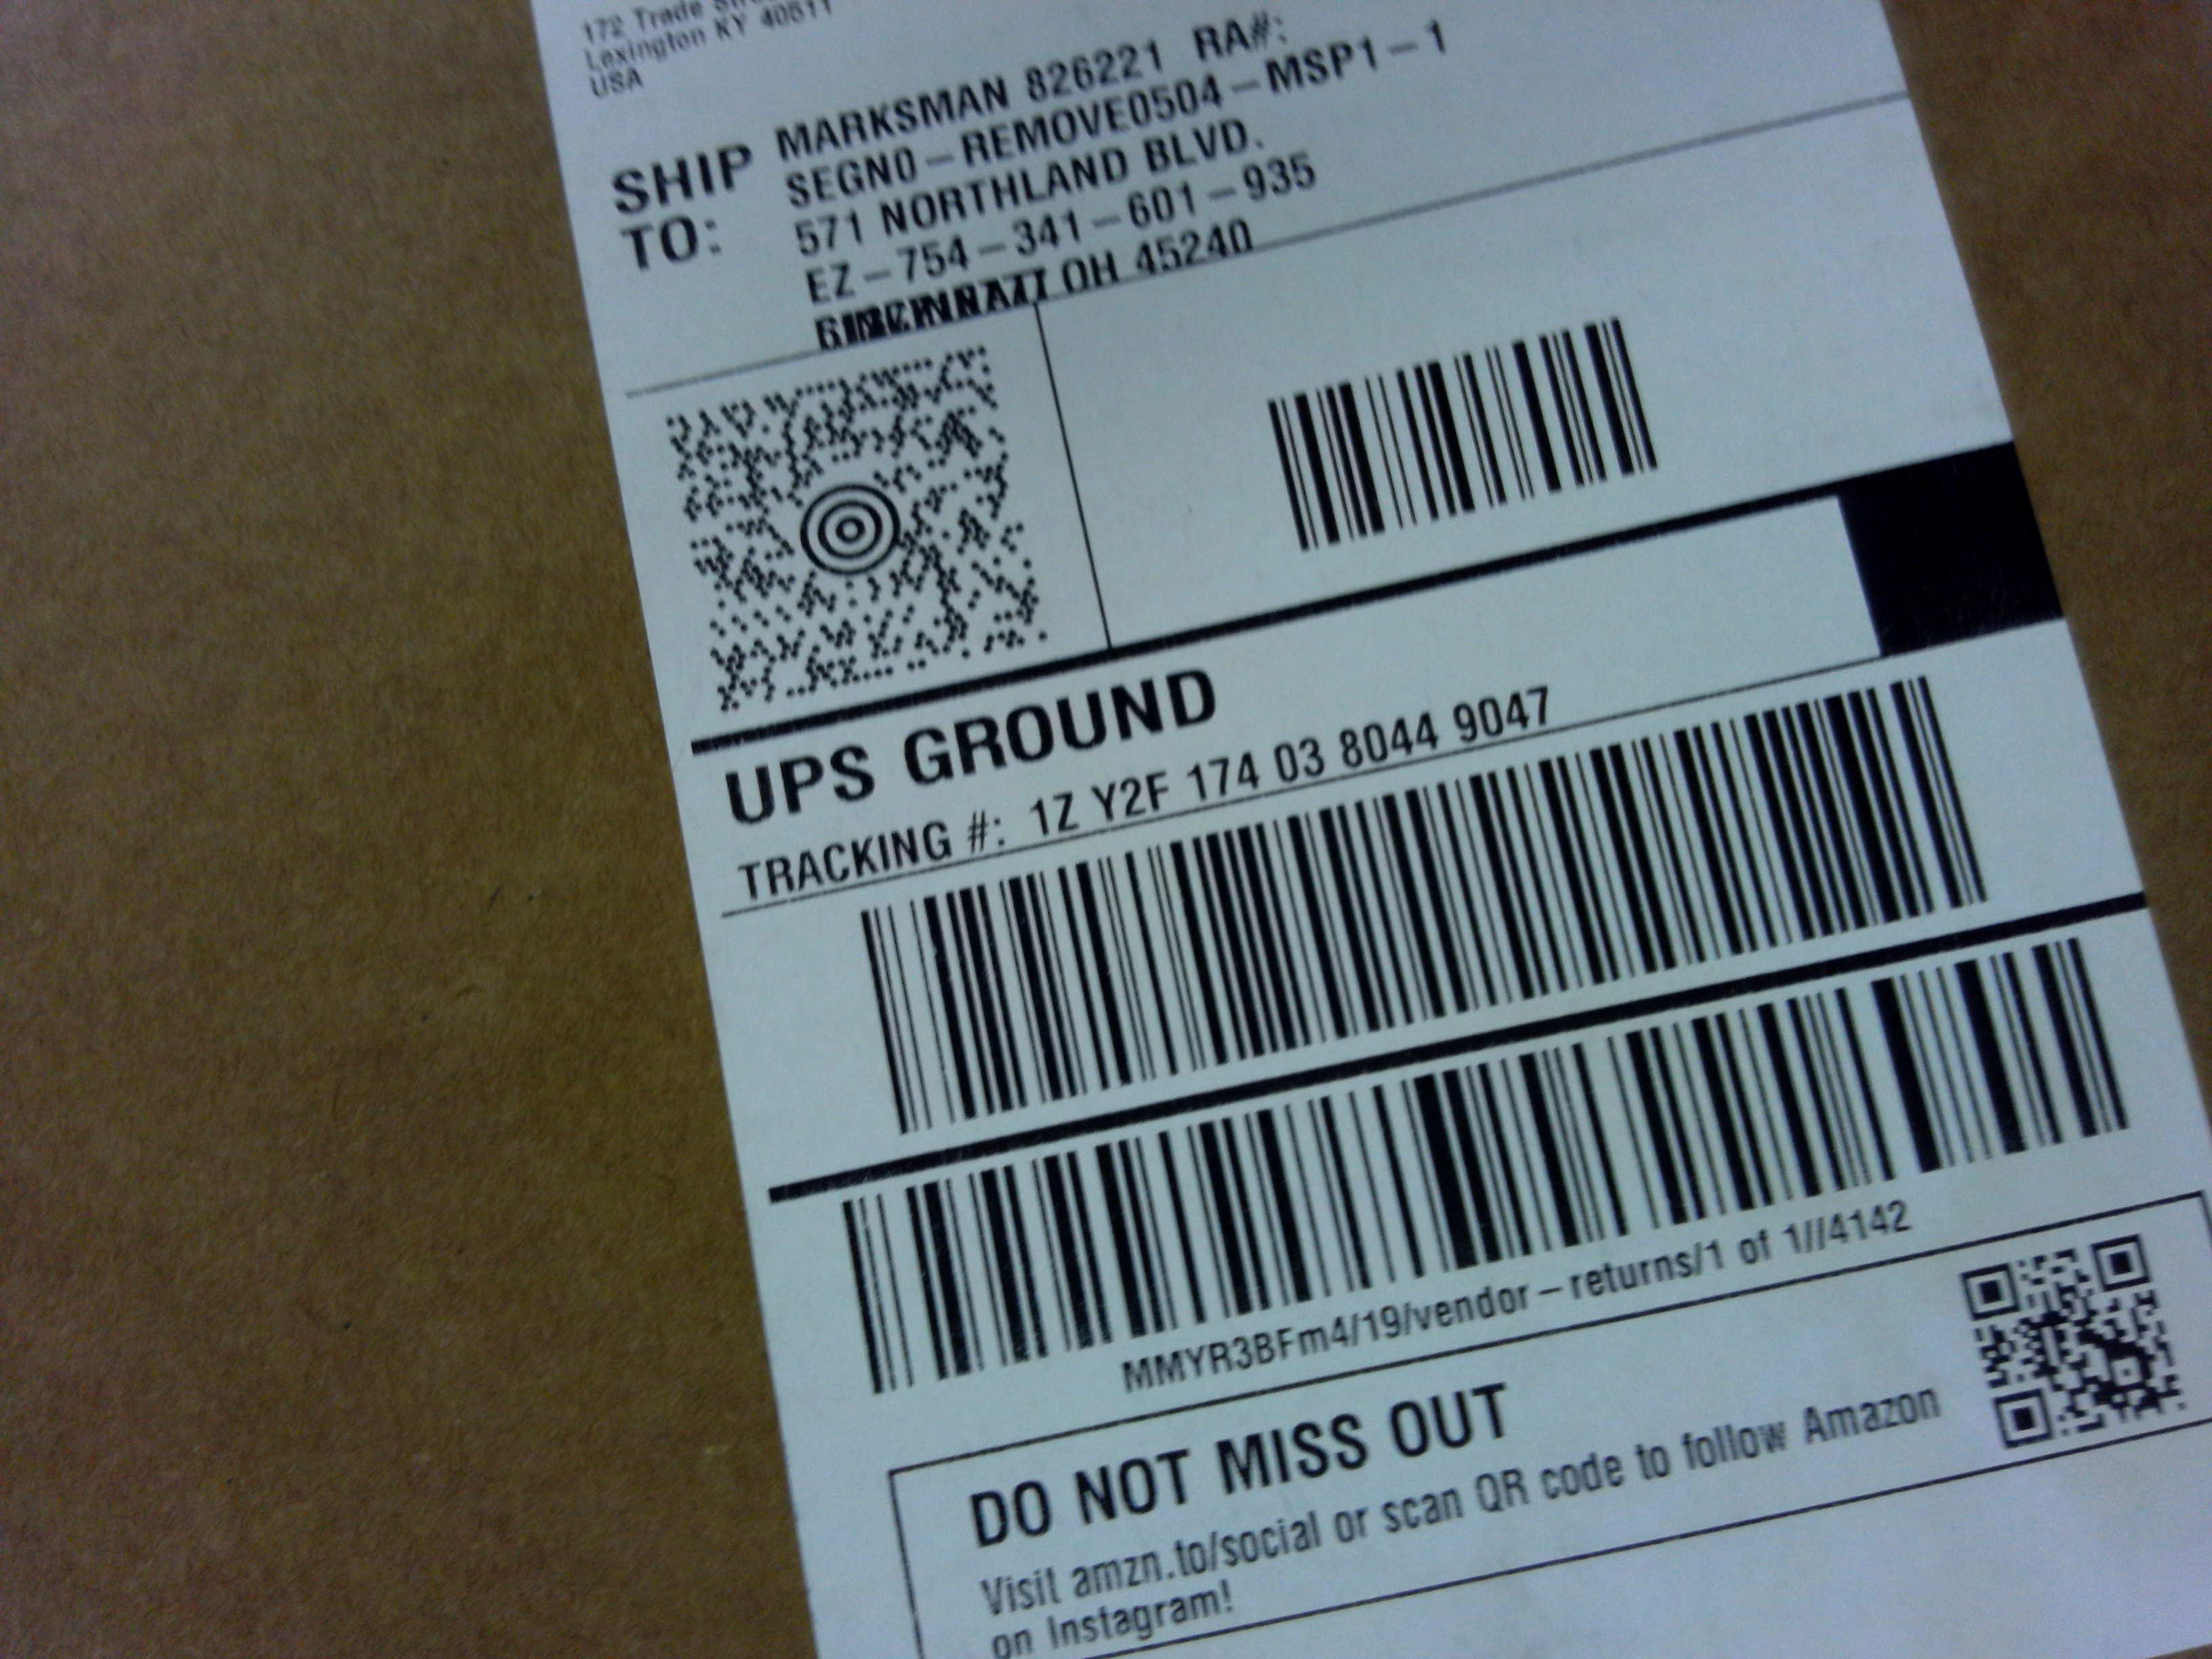 172 Trade
Lexington KY 40511
USA
SHIP TO:
MARKSMAN 826221 RA#:
SEGN0-REMOVE0504-MSP1-1
571 NORTHLAND BLVD.
EZ-754-341-601-935
OH 45240
UPS GROUND
TRACKING #: 1Z Y2F 174 03 8044 9047
MMYR3BFm4/19/vendor-returns/1 of 1//4142
DO NOT MISS OUT
Visit amzn.to/social or scan QR code to follow Amazon
on Instagram!